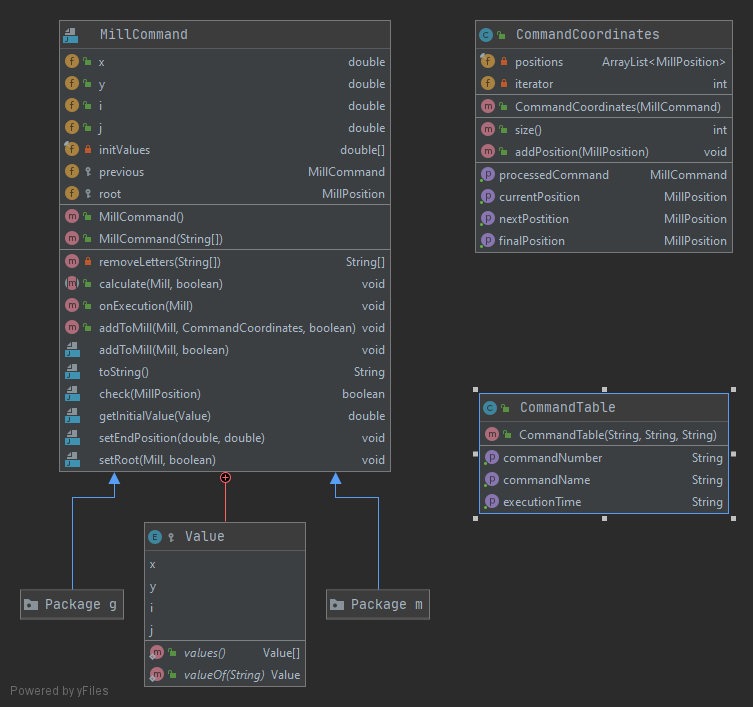 MillCommand
x double
y double
i double
j double
initValues double[]
previous MillCommand
root MillPosition
MillCommand()
MillCommand(String[])
removeLetters(String[]) String[]
calculate(Mill, boolean) void
onExecution(Mill) void
addToMill(Mill, CommandCoordinates, boolean) void
addToMill(Mill, boolean) void
toString() String
check(MillPosition) boolean
getInitialValue(Value) double
setEndPosition(double, double) void
setRoot(Mill, boolean) void
CommandCoordinates
positions ArrayList<MillPosition>
iterator int
CommandCoordinates(MillCommand)
size() int
addPosition(MillPosition) void
processedCommand MillCommand
currentPosition MillPosition
nextPostition MillPosition
finalPosition MillPosition
CommandTable
CommandTable(String, String, String)
commandNumber String
commandName String
executionTime String
Value
x
y
i
j
values() Value[]
valueOf(String) Value
Package g
Package m
Powered by yFiles